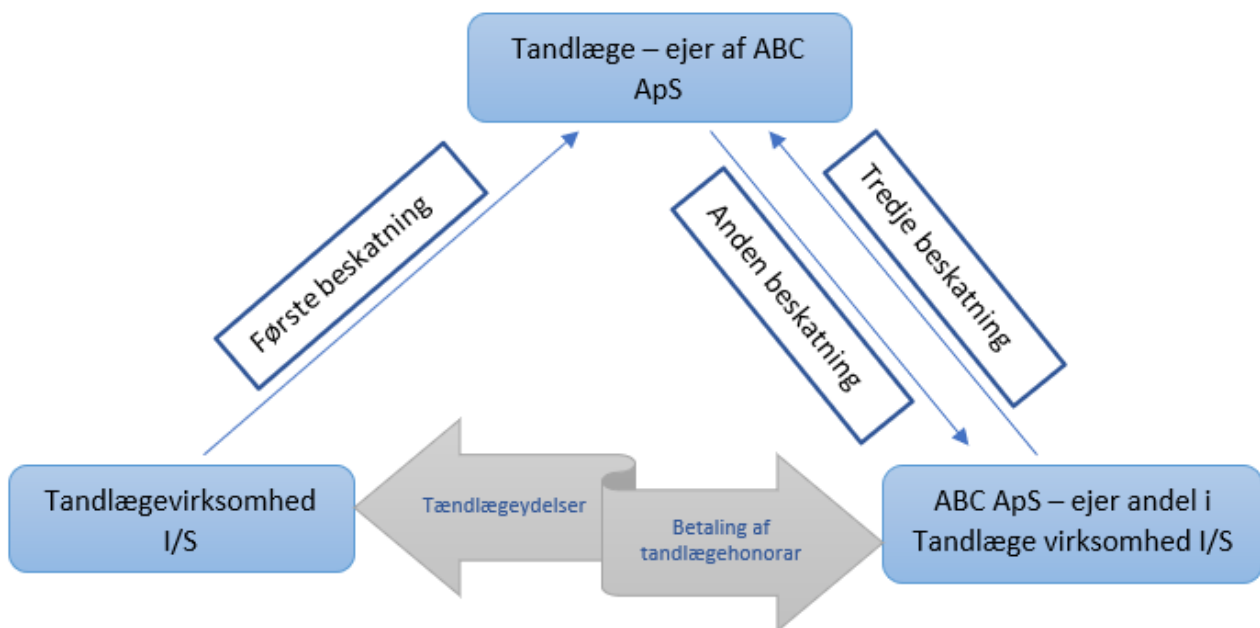 Tandlæge – ejer af ABC
ApS
Første beskatning
Anden beskatning
Tredje beskatning
Tandlægevirksomhed
I/S
Tændlægeydelser
Betaling af
tandlægehonorar
ABC ApS – ejer andel i
Tandlæge virksomhed I/S